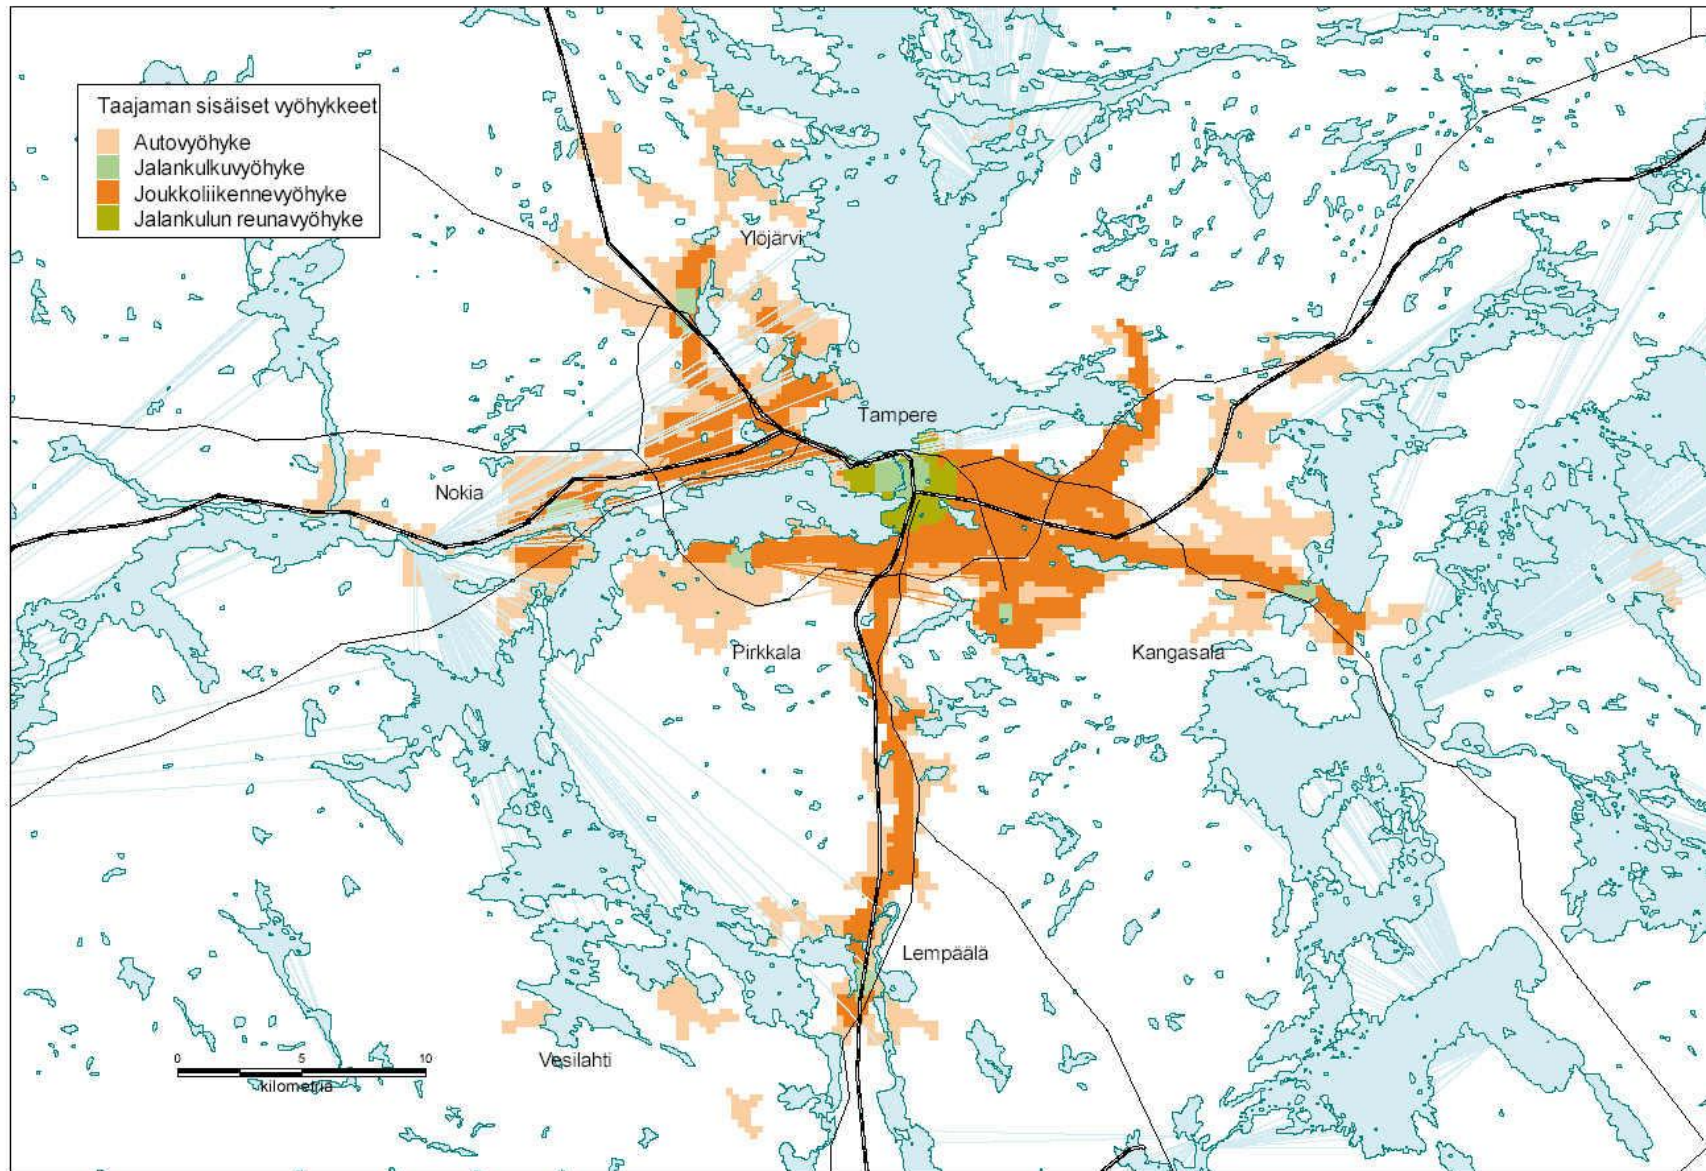 Taajaman sisäiset vyöhykkeet
Autovyöhyke
Jalankulkuvyöhyke
Joukkoliikennevyöhyke
Jalankulun reunavyöhyke
Ylöjärvi
Tampere
Nokia
Pirkkala
Kangasala
Lempäälä
Vesilahti
0 5 10
kilometriä